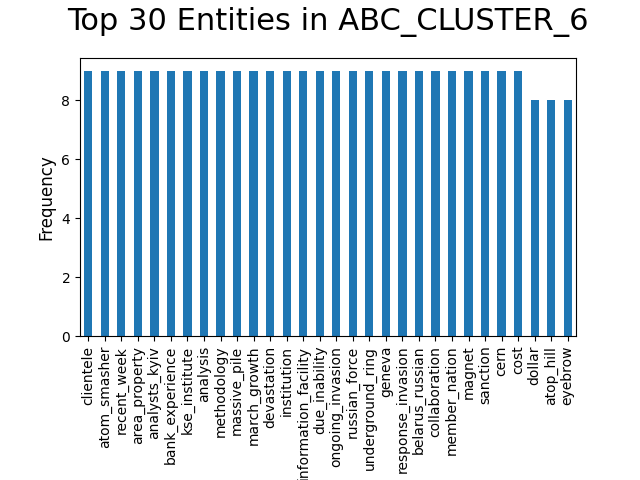 Top 30 Entities in ABC_CLUSTER_6
Frequency
8
6
4
2
0
clientele
atom_smasher
recent_week
area_property
analysts_kyiv
bank_experience
kse_institute
analysis
methodology
massive_pile
march_growth
devastation
institution
information_facility
due_inability
ongoing_invasion
russian_force
underground_ring
geneva
response_invasion
belarus_russian
collaboration
member_nation
magnet
sanction
cern
cost
dollar
atop_hill
eyebrow